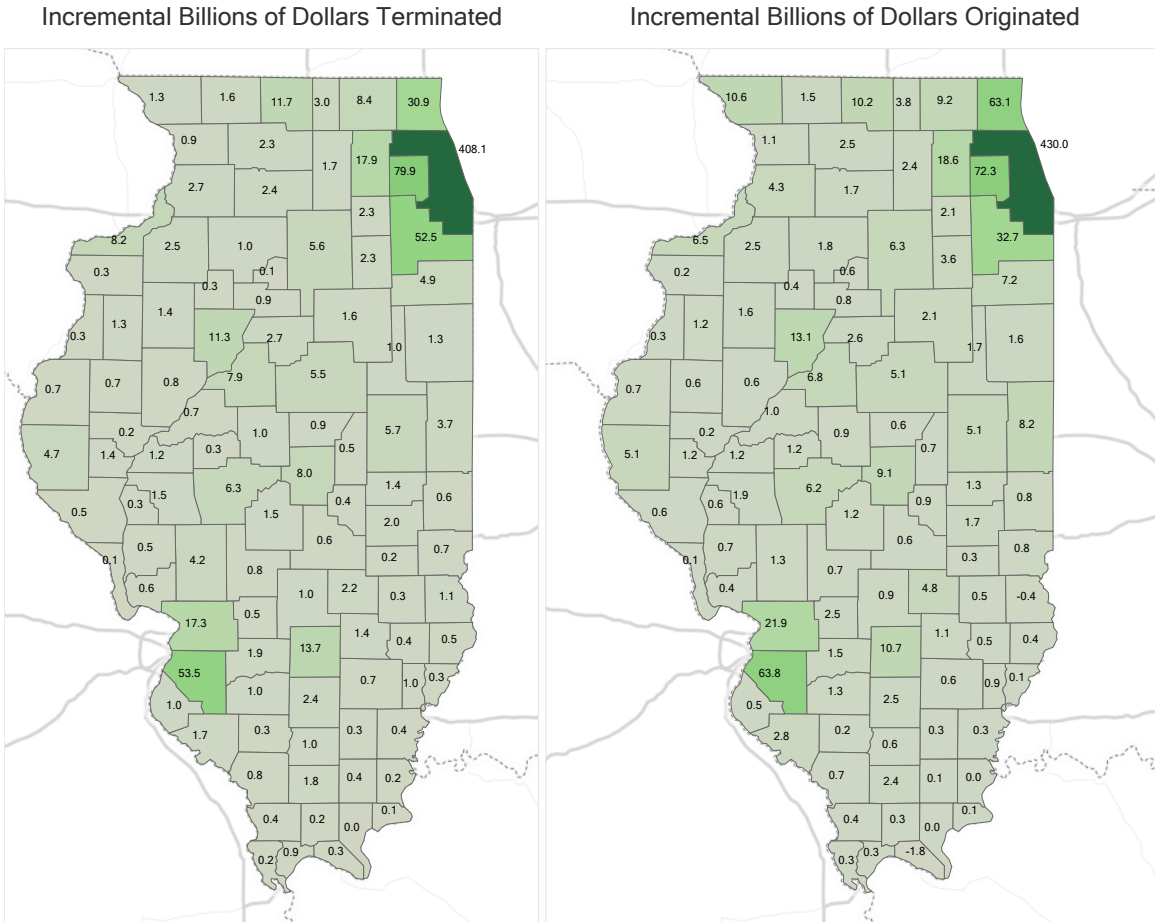 Incremental Billions of Dollars Terminated
Incremental Billions of Dollars Originated
1.3 1.6 11.7 3.0 8.4 30.9
0.9 2.3 1.7 17.9 79.9 408.1
2.7 2.4 2.3 52.5
8.2 2.5 1.0 5.6 2.3
0.3 0.3 0.1 4.9
0.3 1.3 1.4 0.9 1.6
11.3 2.7 1.0 1.3
0.7 0.7 0.8 7.9 5.5
0.7
4.7 0.2 1.0 0.9 5.7 3.7
1.4 1.2 0.3 0.5
0.3 1.5 6.3 8.0 1.4 0.6
0.5 1.5 0.4 2.0
0.1 0.5 4.2 0.6 0.2 0.7
0.6 0.8 1.0 2.2 0.3 1.1
17.3 0.5 1.4 0.4 0.5
53.5 1.9 13.7 0.7 1.0 0.3
1.0 1.0 2.4
1.7 0.3 1.0 0.3 0.4
0.8 1.8 0.4 0.2
0.4 0.2 0.0 0.1
0.2 0.9 0.3
10.6 1.5 10.2 3.8 9.2 63.1
1.1 2.5 2.4 18.6 72.3 430.0
4.3 1.7 2.1 32.7
6.5 2.5 1.8 6.3 3.6
0.2 0.4 0.6 7.2
0.3 1.2 1.6 0.8 2.1
13.1 2.6 1.7 1.6
0.7 0.6 0.6 6.8 5.1
1.0
5.1 0.2 0.9 0.6 5.1 8.2
1.2 1.2 1.2 0.7
0.6 1.9 6.2 9.1 1.3 0.8
0.6 1.2 0.9 1.7
0.1 0.7 1.3 0.6 0.3 0.8
0.4 0.7 0.9 4.8 0.5 -0.4
21.9 2.5 1.1 0.5 0.4
63.8 1.5 10.7 0.6 0.9 0.1
0.5 1.3 2.5
2.8 0.2 0.6 0.3 0.3
0.7 2.4 0.1 0.0
0.4 0.3 0.0 0.1
0.3 0.3 -1.8